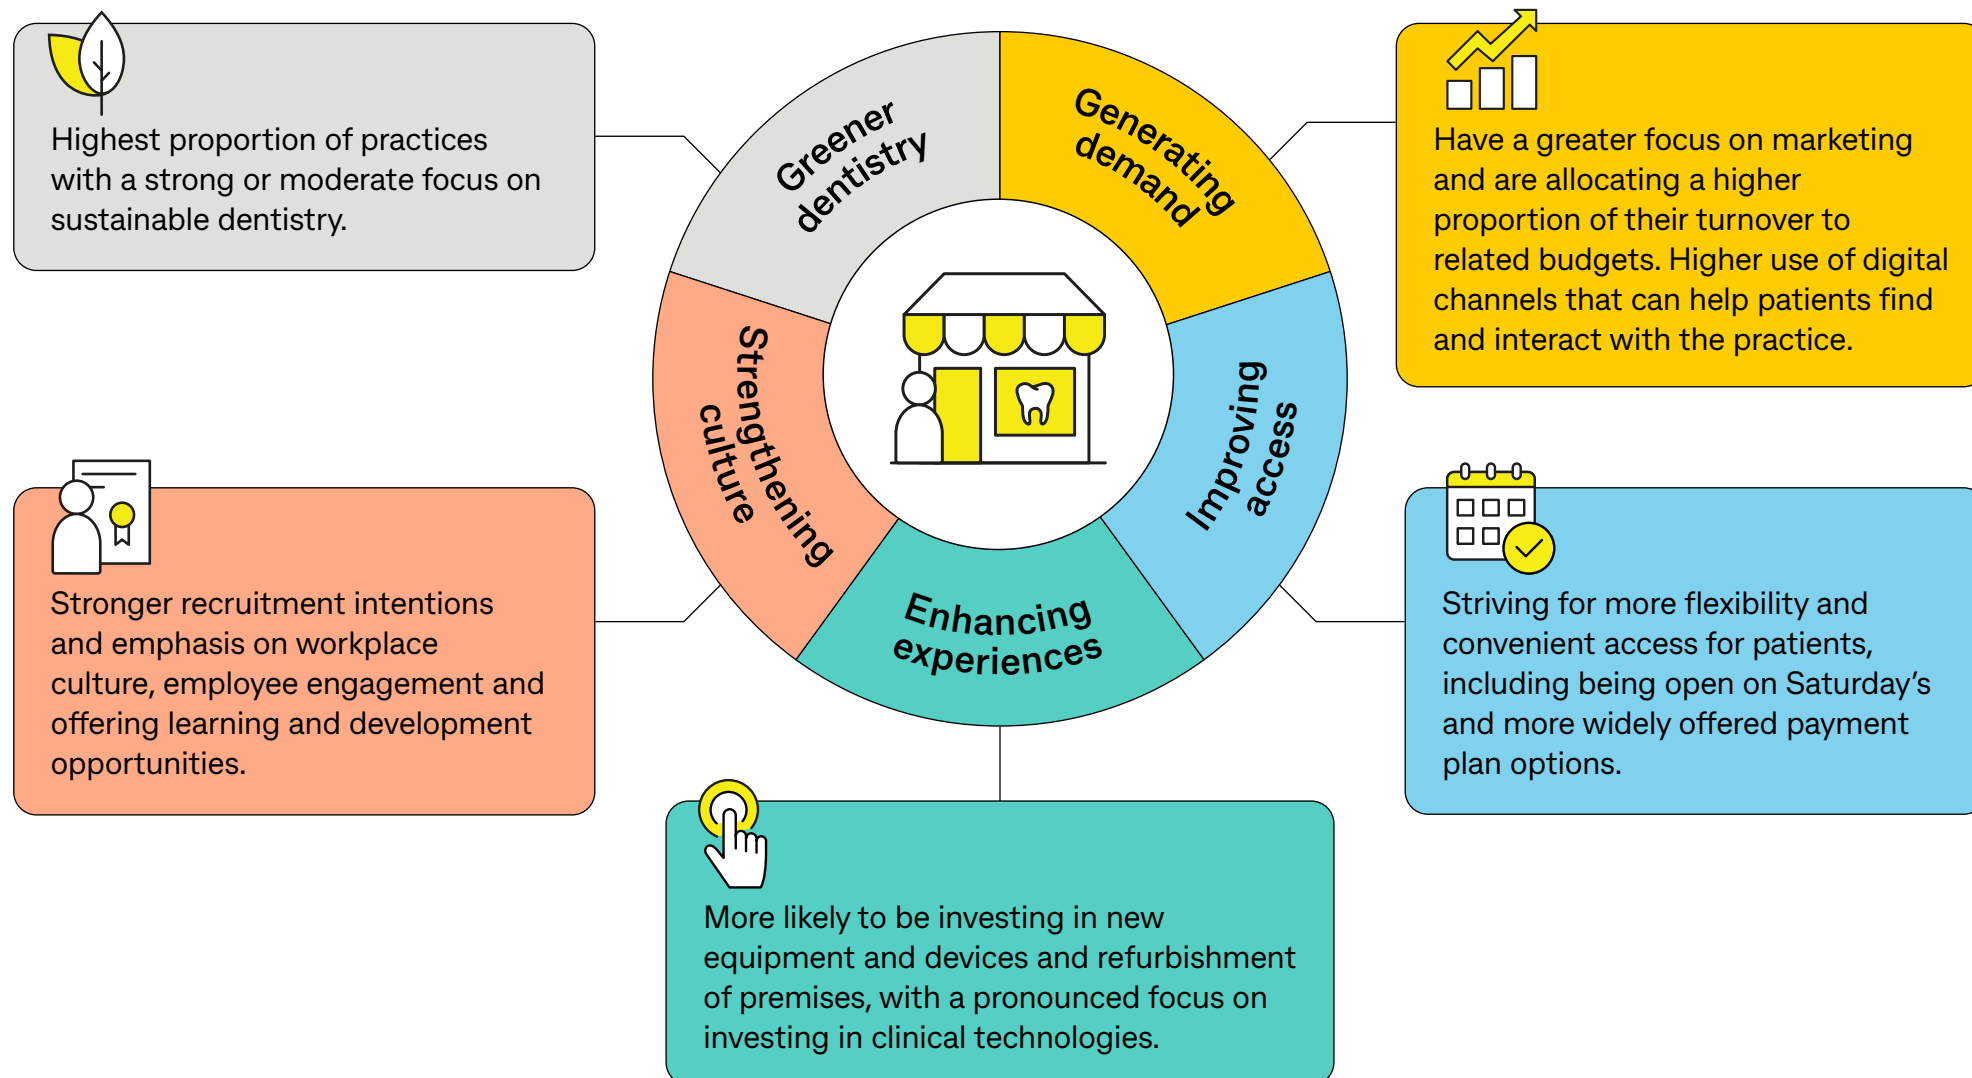 Greener
dentistry
Highest proportion of practices
with a strong or moderate focus on
sustainable dentistry.
Generating
demand
Have a greater focus on marketing
and are allocating a higher
proportion of their turnover to
related budgets. Higher use of digital
channels that can help patients find
and interact with the practice.
Strengthening
culture
Stronger recruitment intentions
and emphasis on workplace
culture, employee engagement and
offering learning and development
opportunities.
Improving
access
Striving for more flexibility and
convenient access for patients,
including being open on Saturday’s
and more widely offered payment
plan options.
Enhancing
experiences
More likely to be investing in new
equipment and devices and refurbishment
of premises, with a pronounced focus on
investing in clinical technologies.